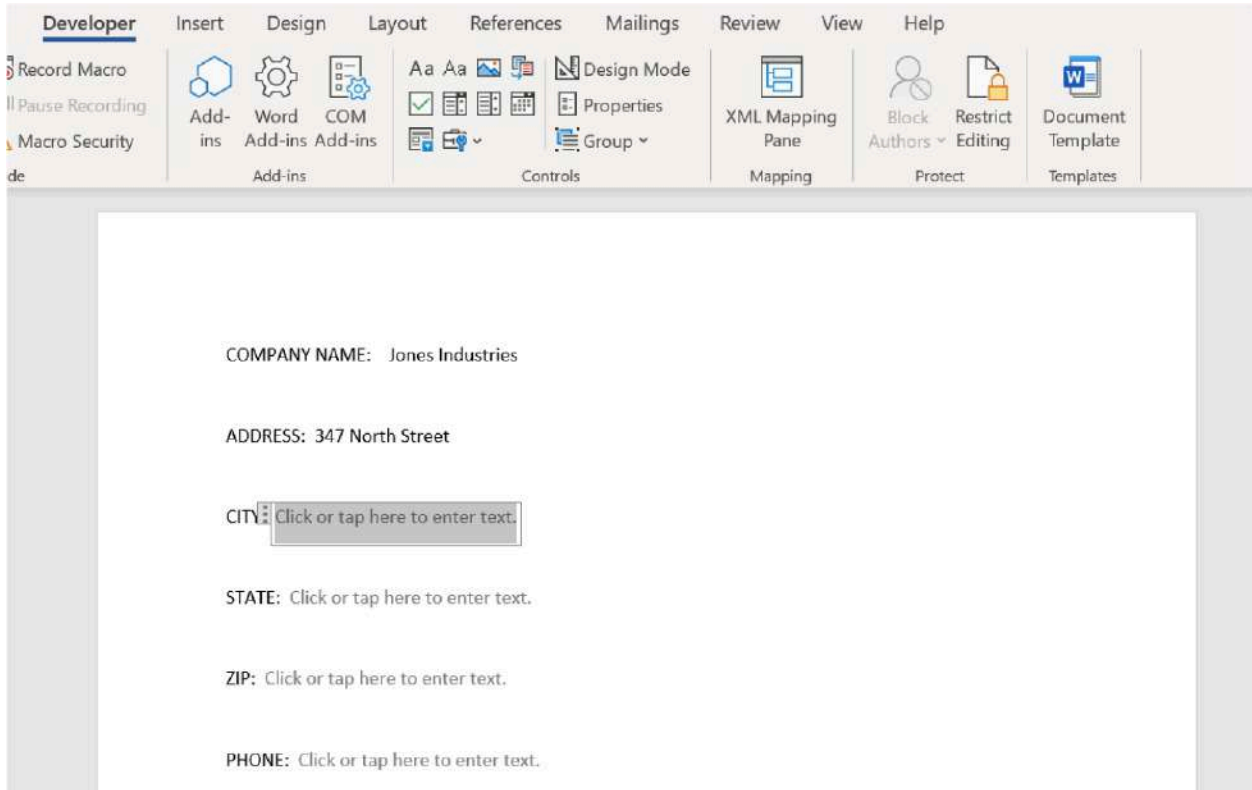 Developer Insert Design Layout References Mailings Review View Help
Record Macro
Pause Recording
Macro Security
de
Add-
ins
Word
Add-ins
COM
Add-ins
Add-ins
Aa Aa
Design Mode
Properties
Group
Controls
XML Mapping
Pane
Mapping
Block
Authors
Restrict
Editing
Protect
W
Document
Template
Templates
COMPANY NAME: Jones Industries
ADDRESS: 347 North Street
CITY Click or tap here to enter text.
STATE: Click or tap here to enter text.
ZIP: Click or tap here to enter text.
PHONE: Click or tap here to enter text.